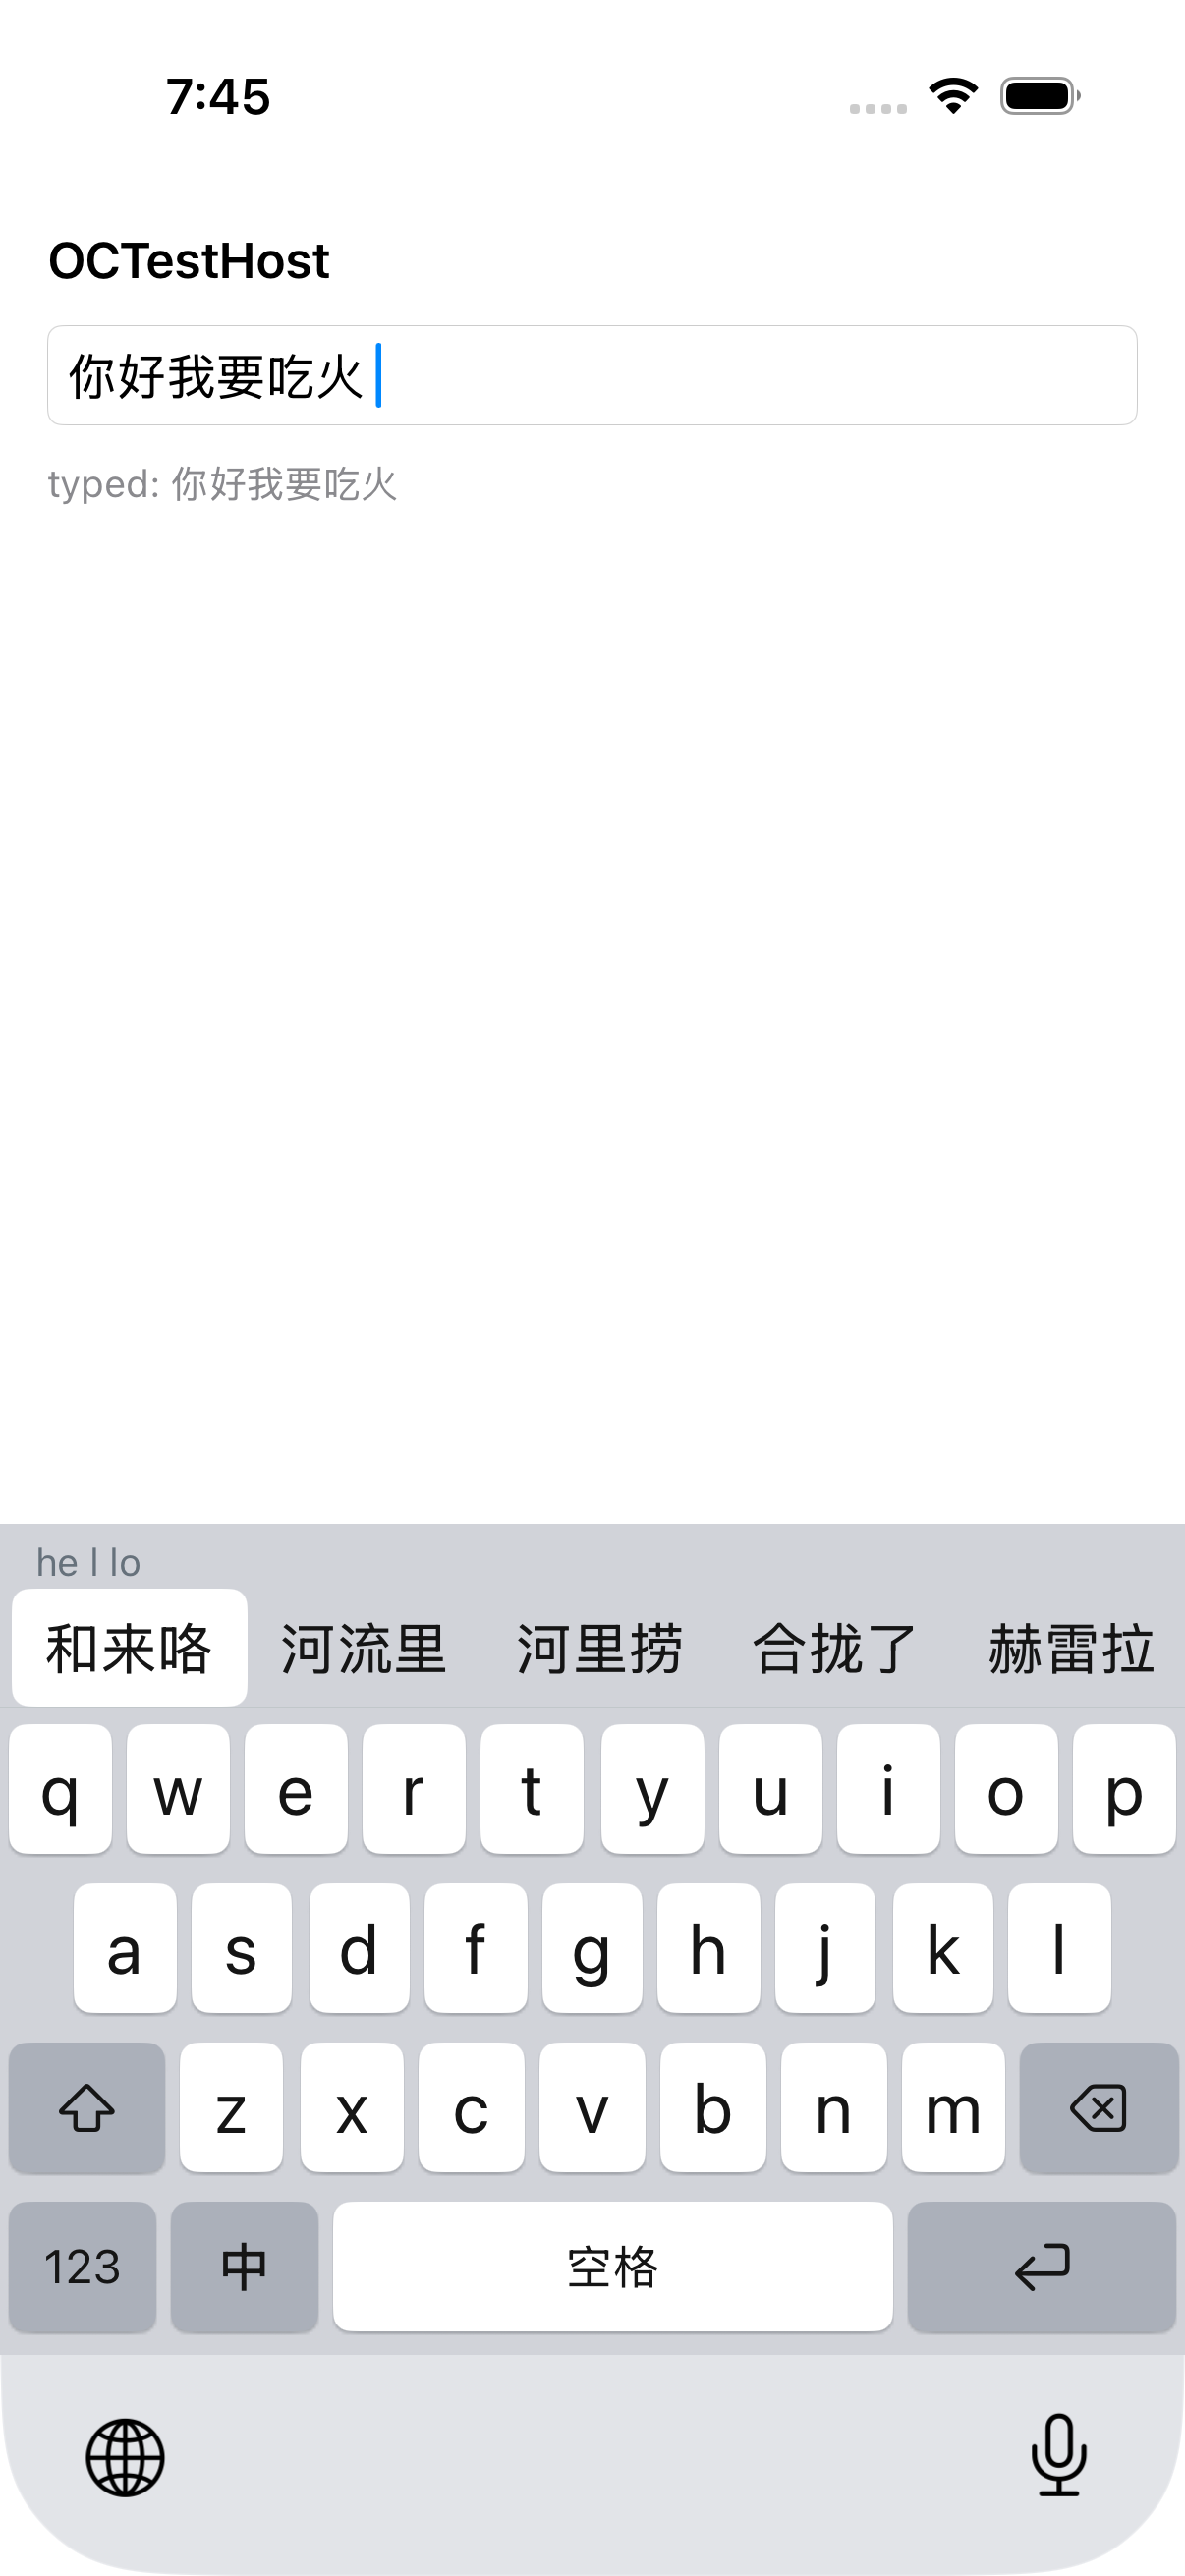 7:45
OCTestHost
你好我要吃火
typed: 你好我要吃火
he l lo
和来咯 河流里 河里捞 合拢了 赫雷拉
q w e r t y u i o p
a s d f g h j k l
z x c v b n m
123 中 空格